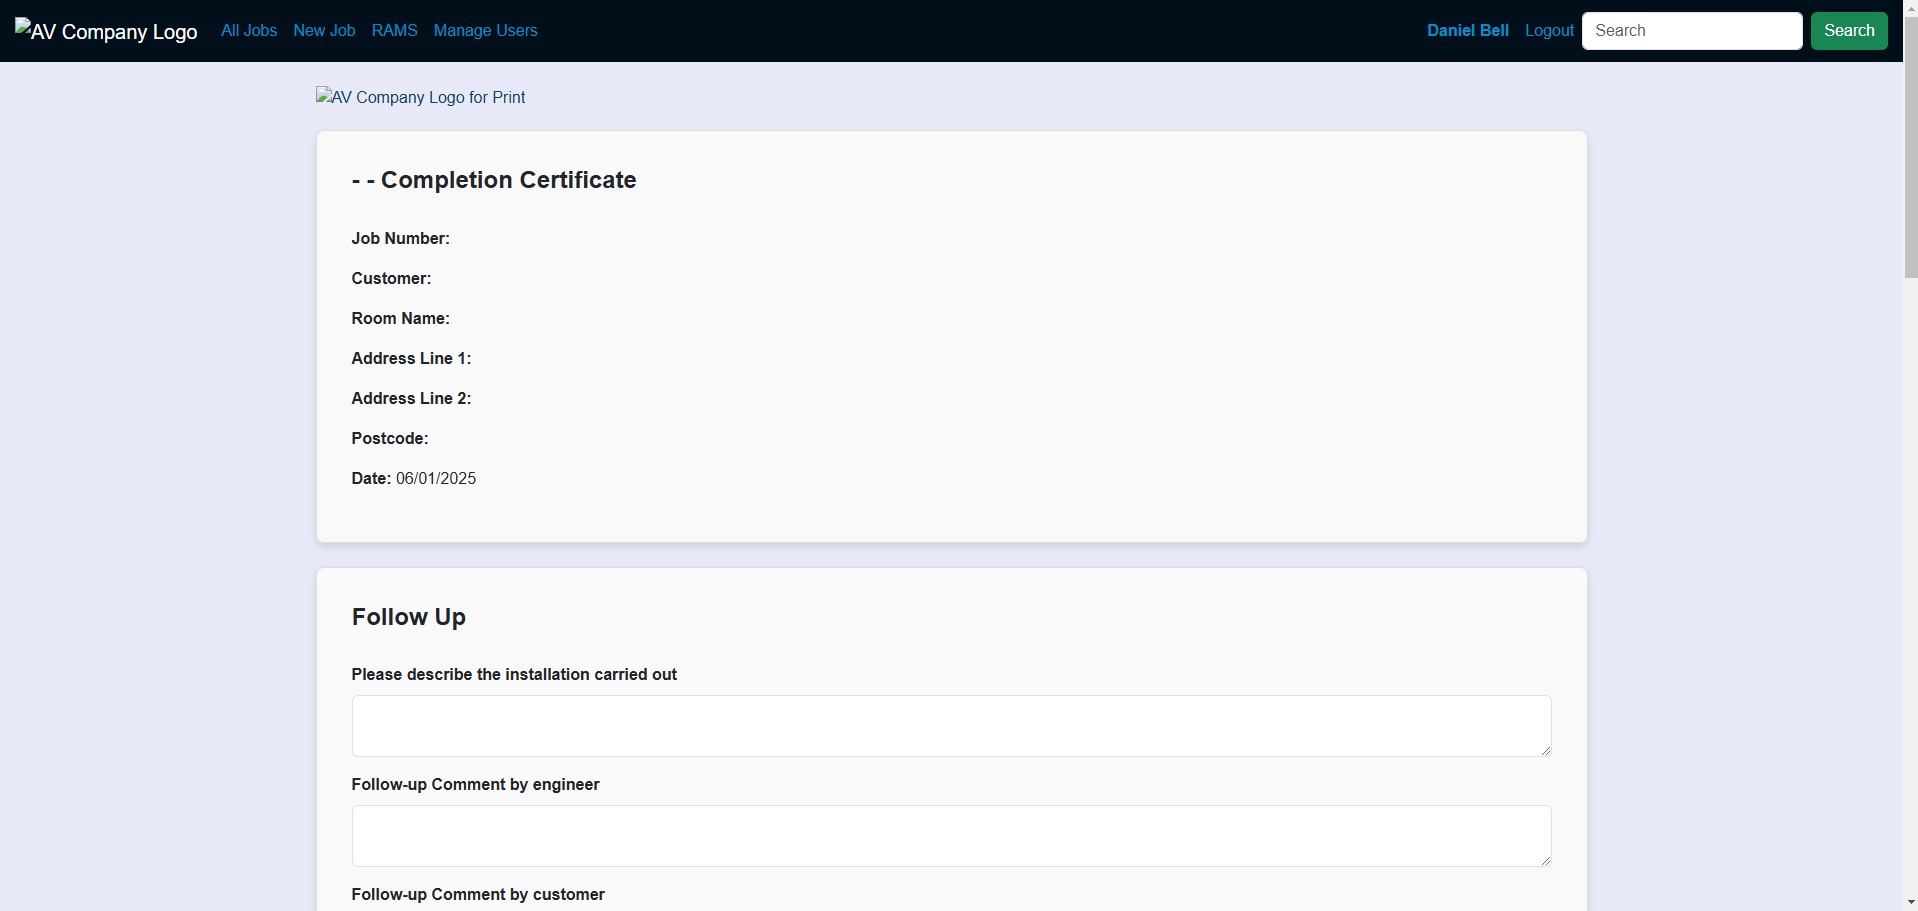 AV Company Logo
All Jobs
New Job
RAMS
Manage Users
Daniel Bell
Logout
Search
Search
AV Company Logo for Print
- - Completion Certificate
Job Number:
Customer:
Room Name:
Address Line 1:
Address Line 2:
Postcode:
Date: 06/01/2025
Follow Up
Please describe the installation carried out
Follow-up Comment by engineer
Follow-up Comment by customer